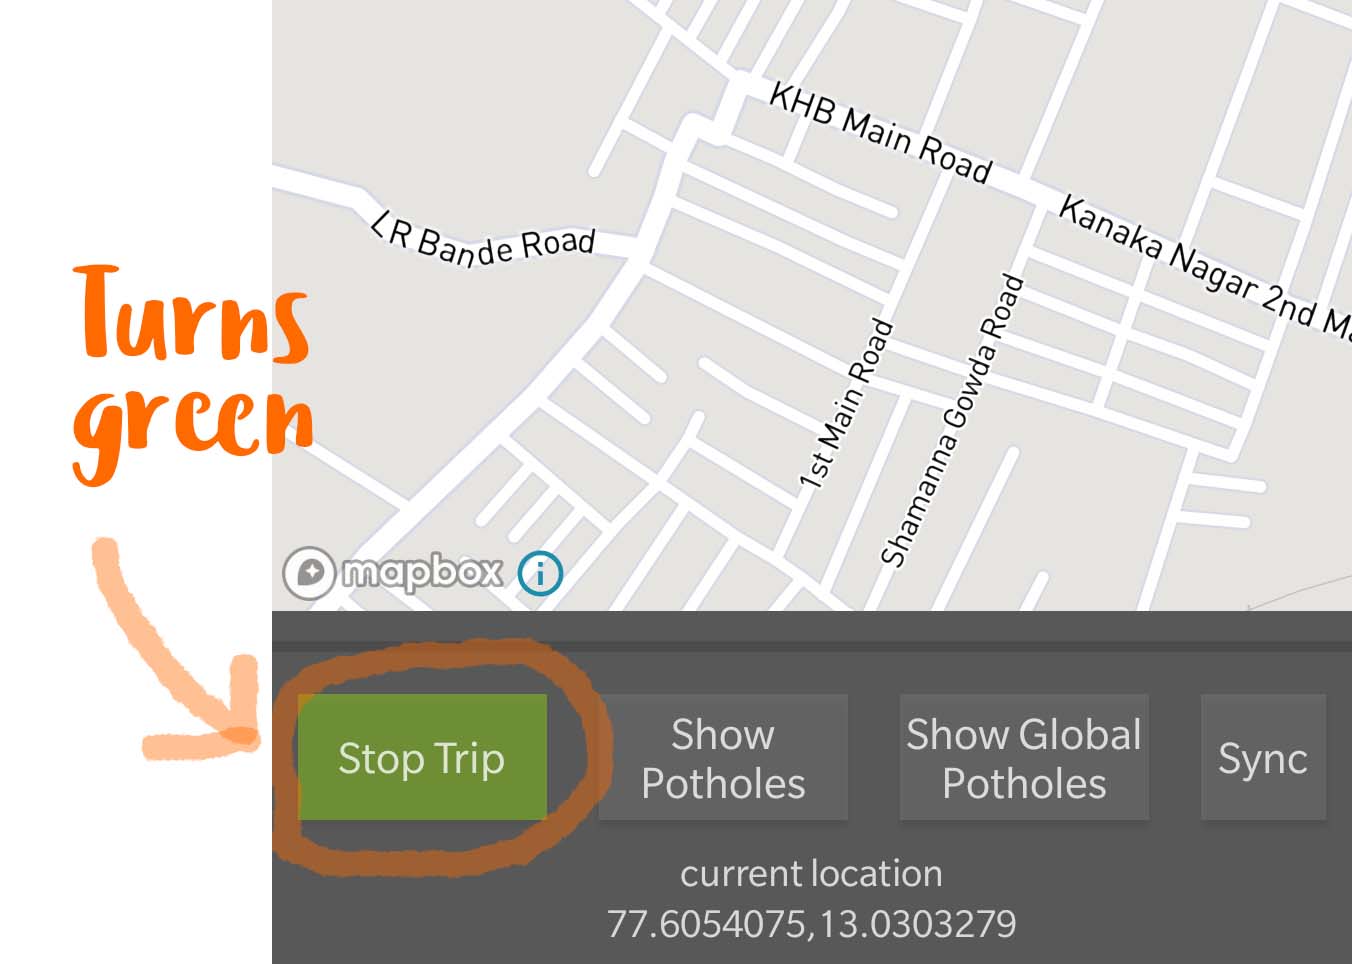 KHB Main Road
Kanaka Nagar 2nd Ma
LR Bande Road
Turns
green
1st Main Road
Shamanna Gowda Road
mapbox
i
Stop Trip
Show
Potholes
Show Global
Potholes
Sync
current location
77.6054075,13.0303279